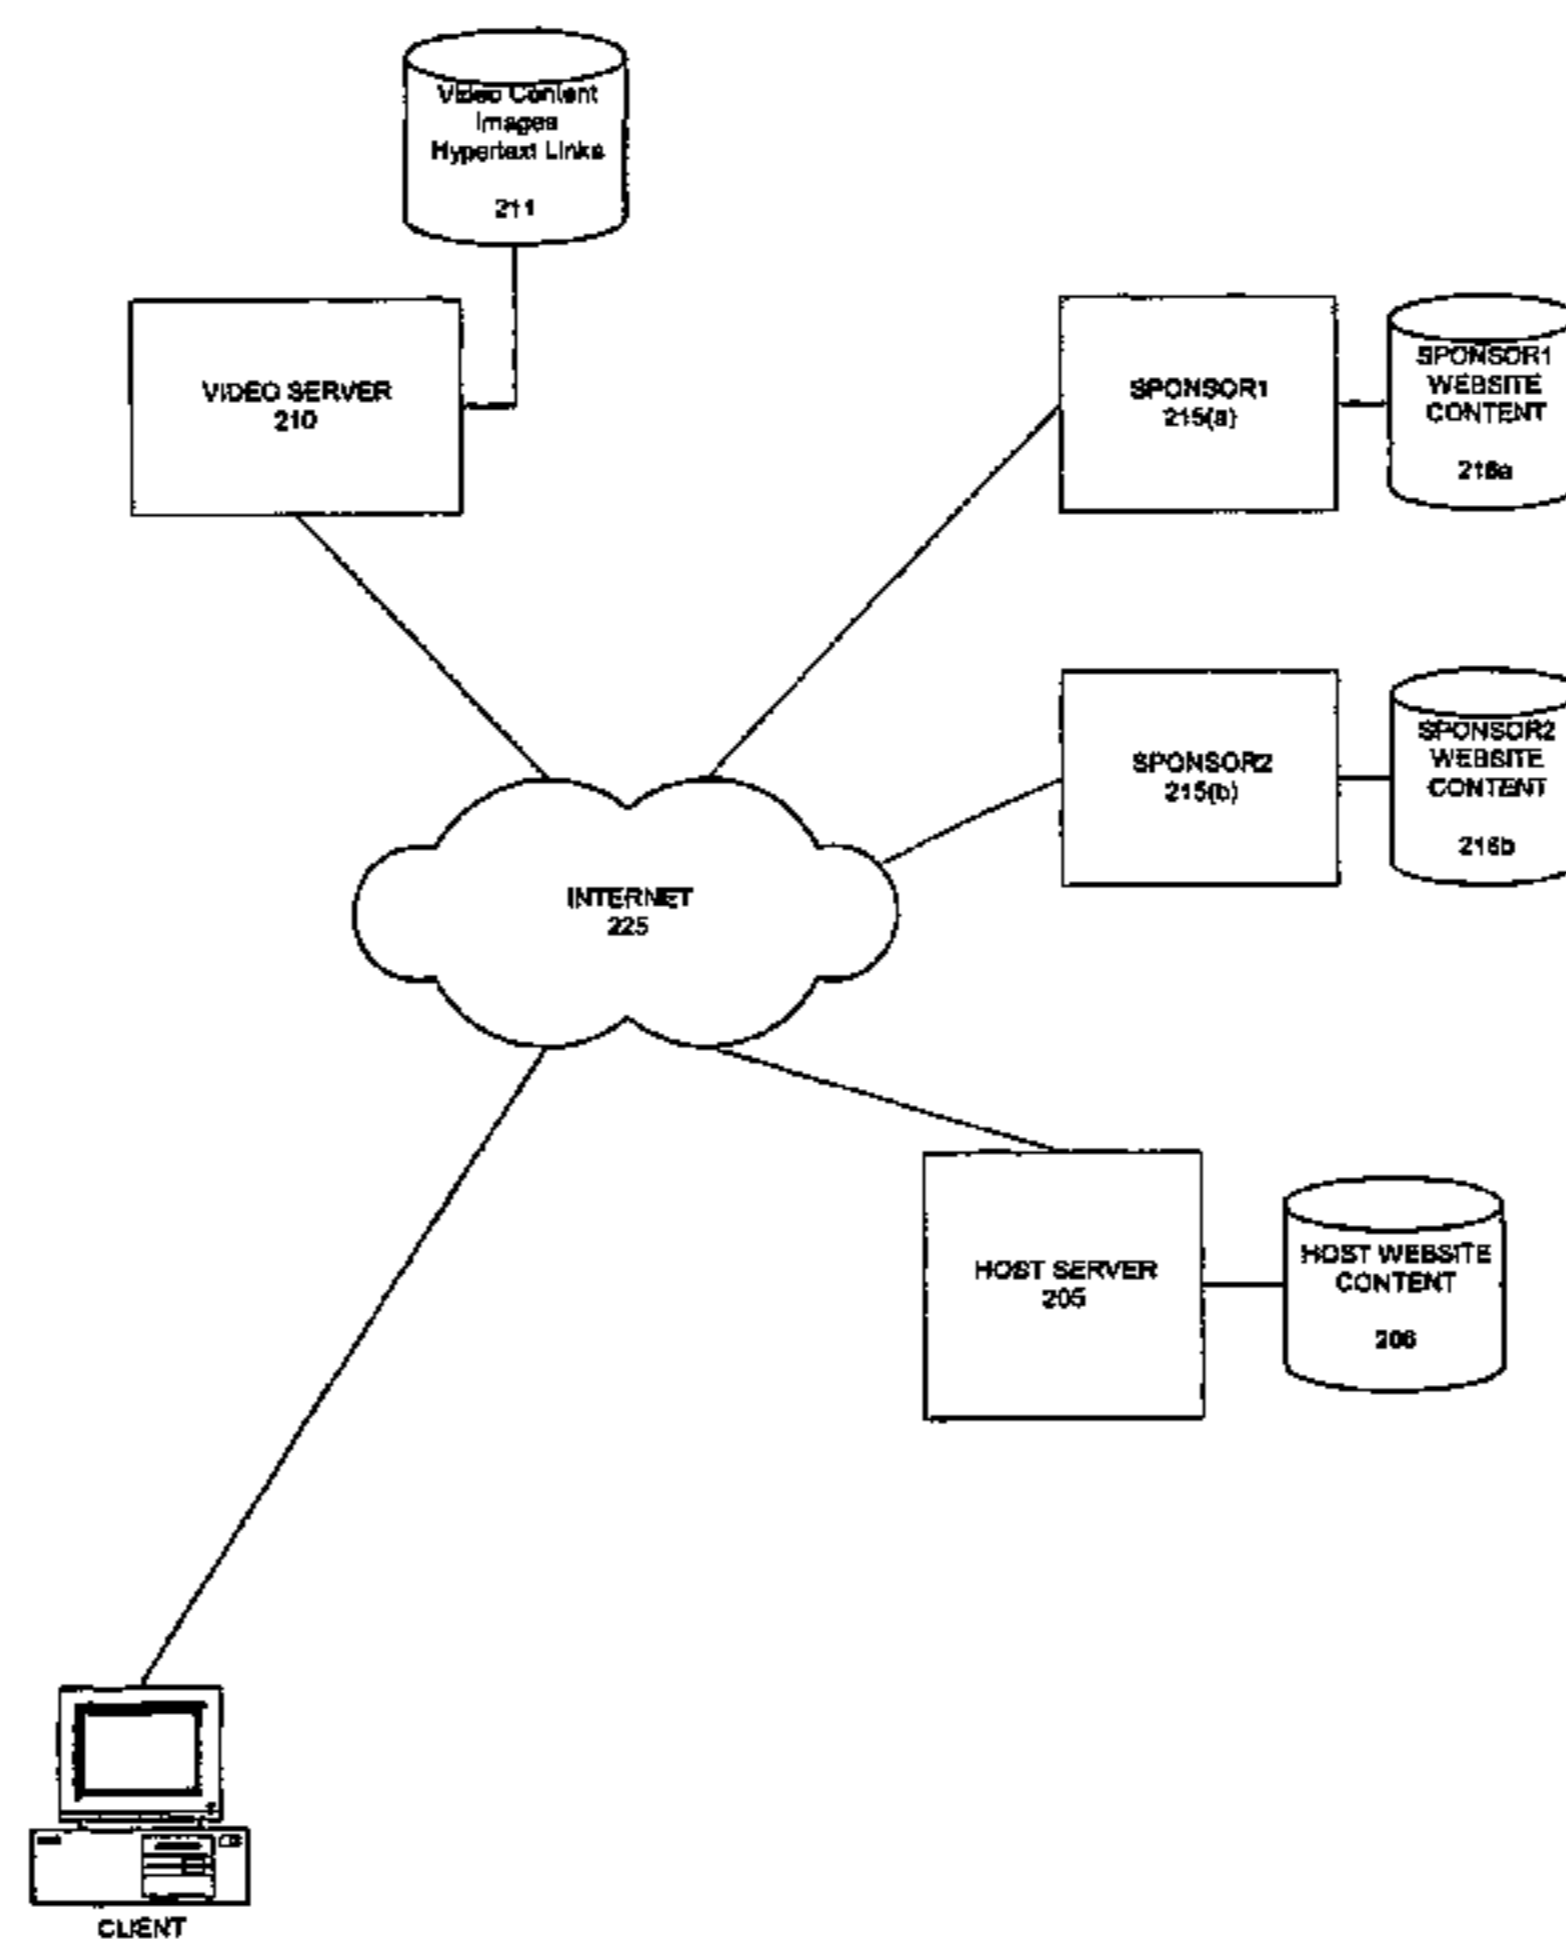 Video Content
Images
Hypertext Links
211
VIDEO SERVER
210
SPONSOR1
215(a)
SPONSOR1
WEBSITE
CONTENT
216a
SPONSOR2
215(b)
SPONSOR2
WEBSITE
CONTENT
216b
INTERNET
225
HOST SERVER
205
HOST WEBSITE
CONTENT
206
CLIENT